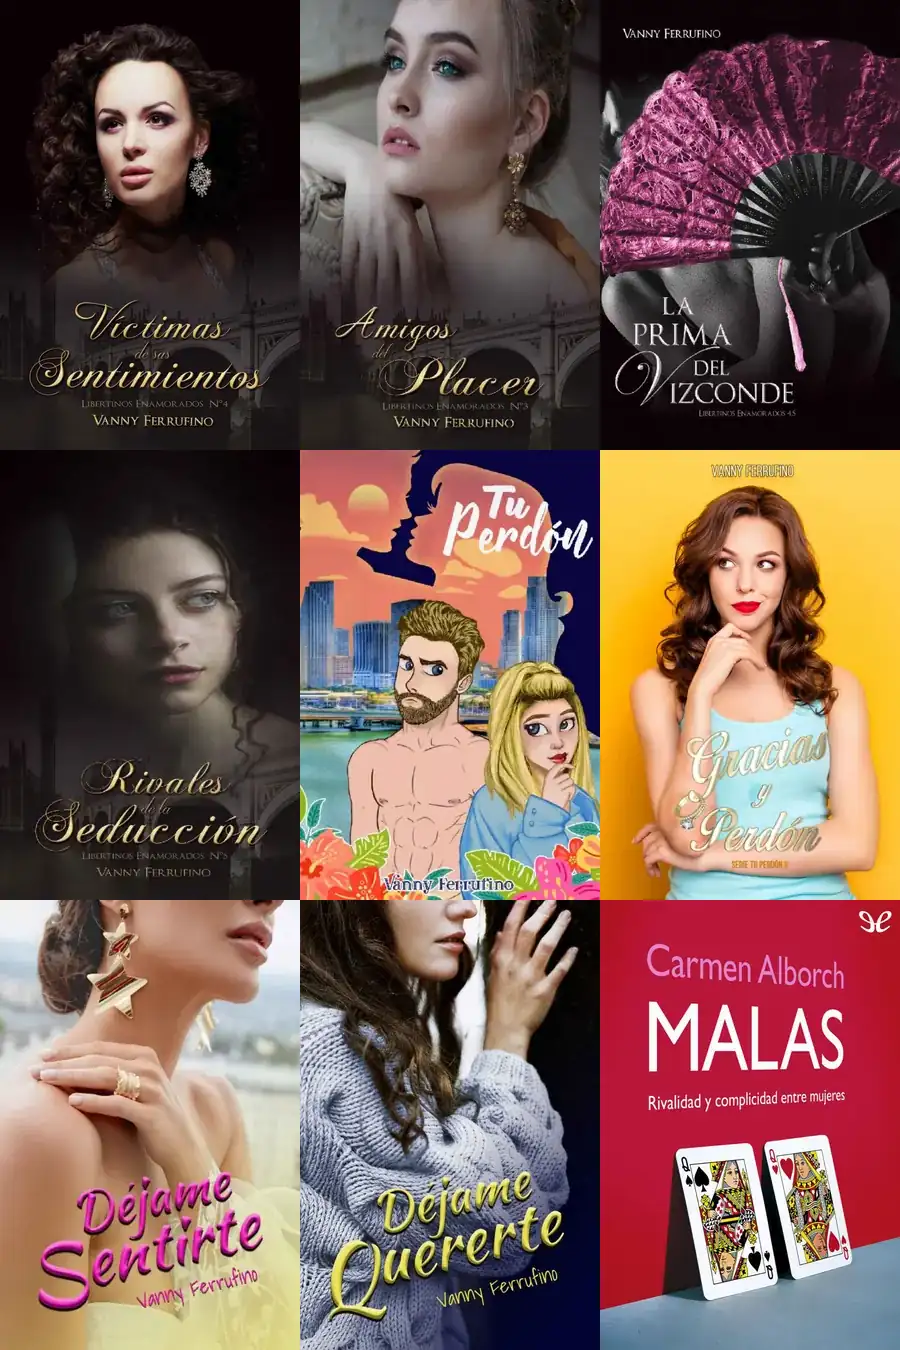 Víctimas
de sus
Sentimientos
Libertinos Enamorados Nº4
Vanny Ferrufino
Amigos
del
Placer
Libertinos Enamorados Nº3
Vanny Ferrufino
Vanny Ferrufino
La
Prima
del
Vizconde
Libertinos Enamorados 4.5
Rivales
de la
Seducción
Libertinos Enamorados Nº5
Vanny Ferrufino
Tu
Perdón
Vanny Ferrufino
VANNY FERRUFINO
Gracias
y
Perdón
SERIE TU PERDÓN II
Déjame
Sentirte
Vanny Ferrufino
Déjame
Quererte
Vanny Ferrufino
Carmen Alborch
MALAS
Rivalidad y complicidad entre mujeres
Q
Q
Q
Q